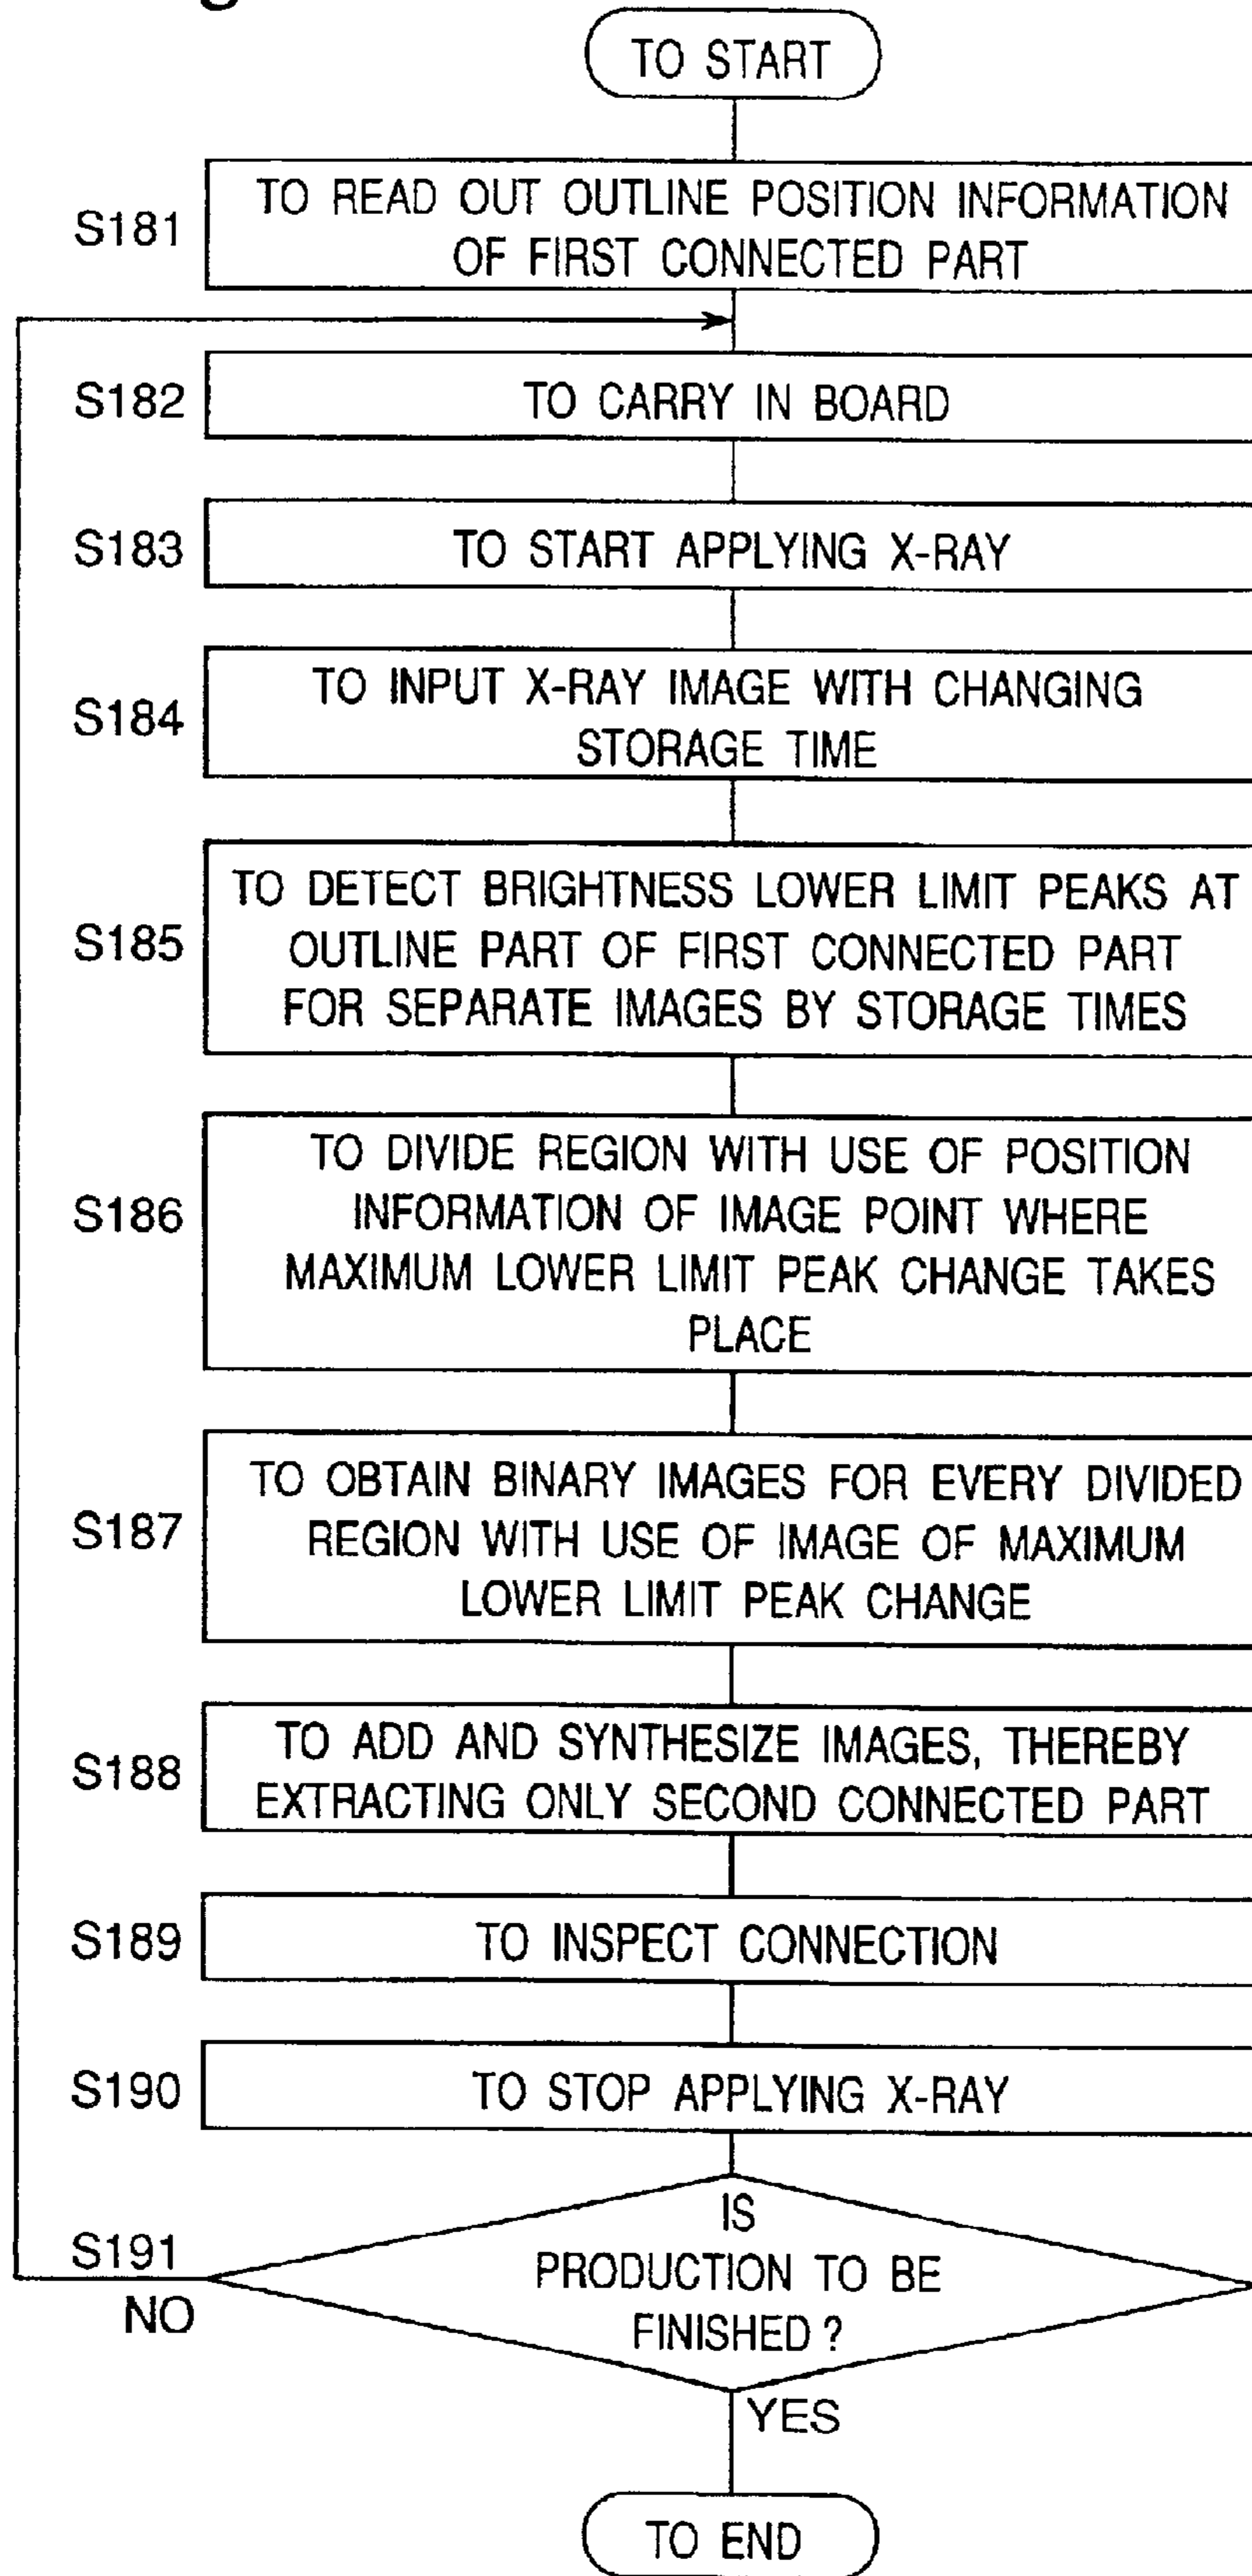 TO START
S181
TO READ OUT OUTLINE POSITION INFORMATION
OF FIRST CONNECTED PART
S182
TO CARRY IN BOARD
S183
TO START APPLYING X-RAY
S184
TO INPUT X-RAY IMAGE WITH CHANGING
STORAGE TIME
S185
TO DETECT BRIGHTNESS LOWER LIMIT PEAKS AT
OUTLINE PART OF FIRST CONNECTED PART
FOR SEPARATE IMAGES BY STORAGE TIMES
S186
TO DIVIDE REGION WITH USE OF POSITION
INFORMATION OF IMAGE POINT WHERE
MAXIMUM LOWER LIMIT PEAK CHANGE TAKES
PLACE
S187
TO OBTAIN BINARY IMAGES FOR EVERY DIVIDED
REGION WITH USE OF IMAGE OF MAXIMUM
LOWER LIMIT PEAK CHANGE
S188
TO ADD AND SYNTHESIZE IMAGES, THEREBY
EXTRACTING ONLY SECOND CONNECTED PART
S189
TO INSPECT CONNECTION
S190
TO STOP APPLYING X-RAY
S191
IS
PRODUCTION TO BE
FINISHED ?
NO
YES
TO END